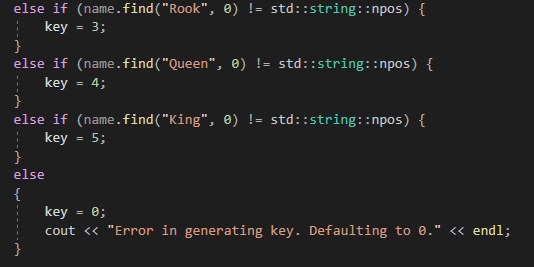 else if (name.find("Rook", 0) != std::string::npos) {
    key = 3;
}
else if (name.find("Queen", 0) != std::string::npos) {
    key = 4;
}
else if (name.find("King", 0) != std::string::npos) {
    key = 5;
}
else
{
    key = 0;
    cout << "Error in generating key. Defaulting to 0." << endl;
}